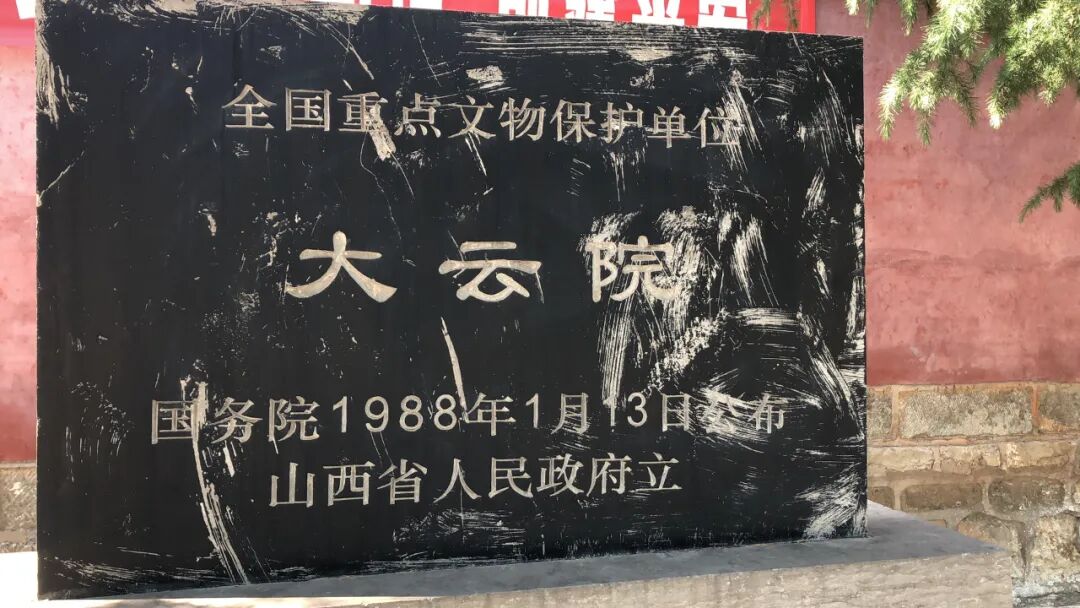 全国重点文物保护单位
大云院
国务院1988年1月13日公布
山西省人民政府立